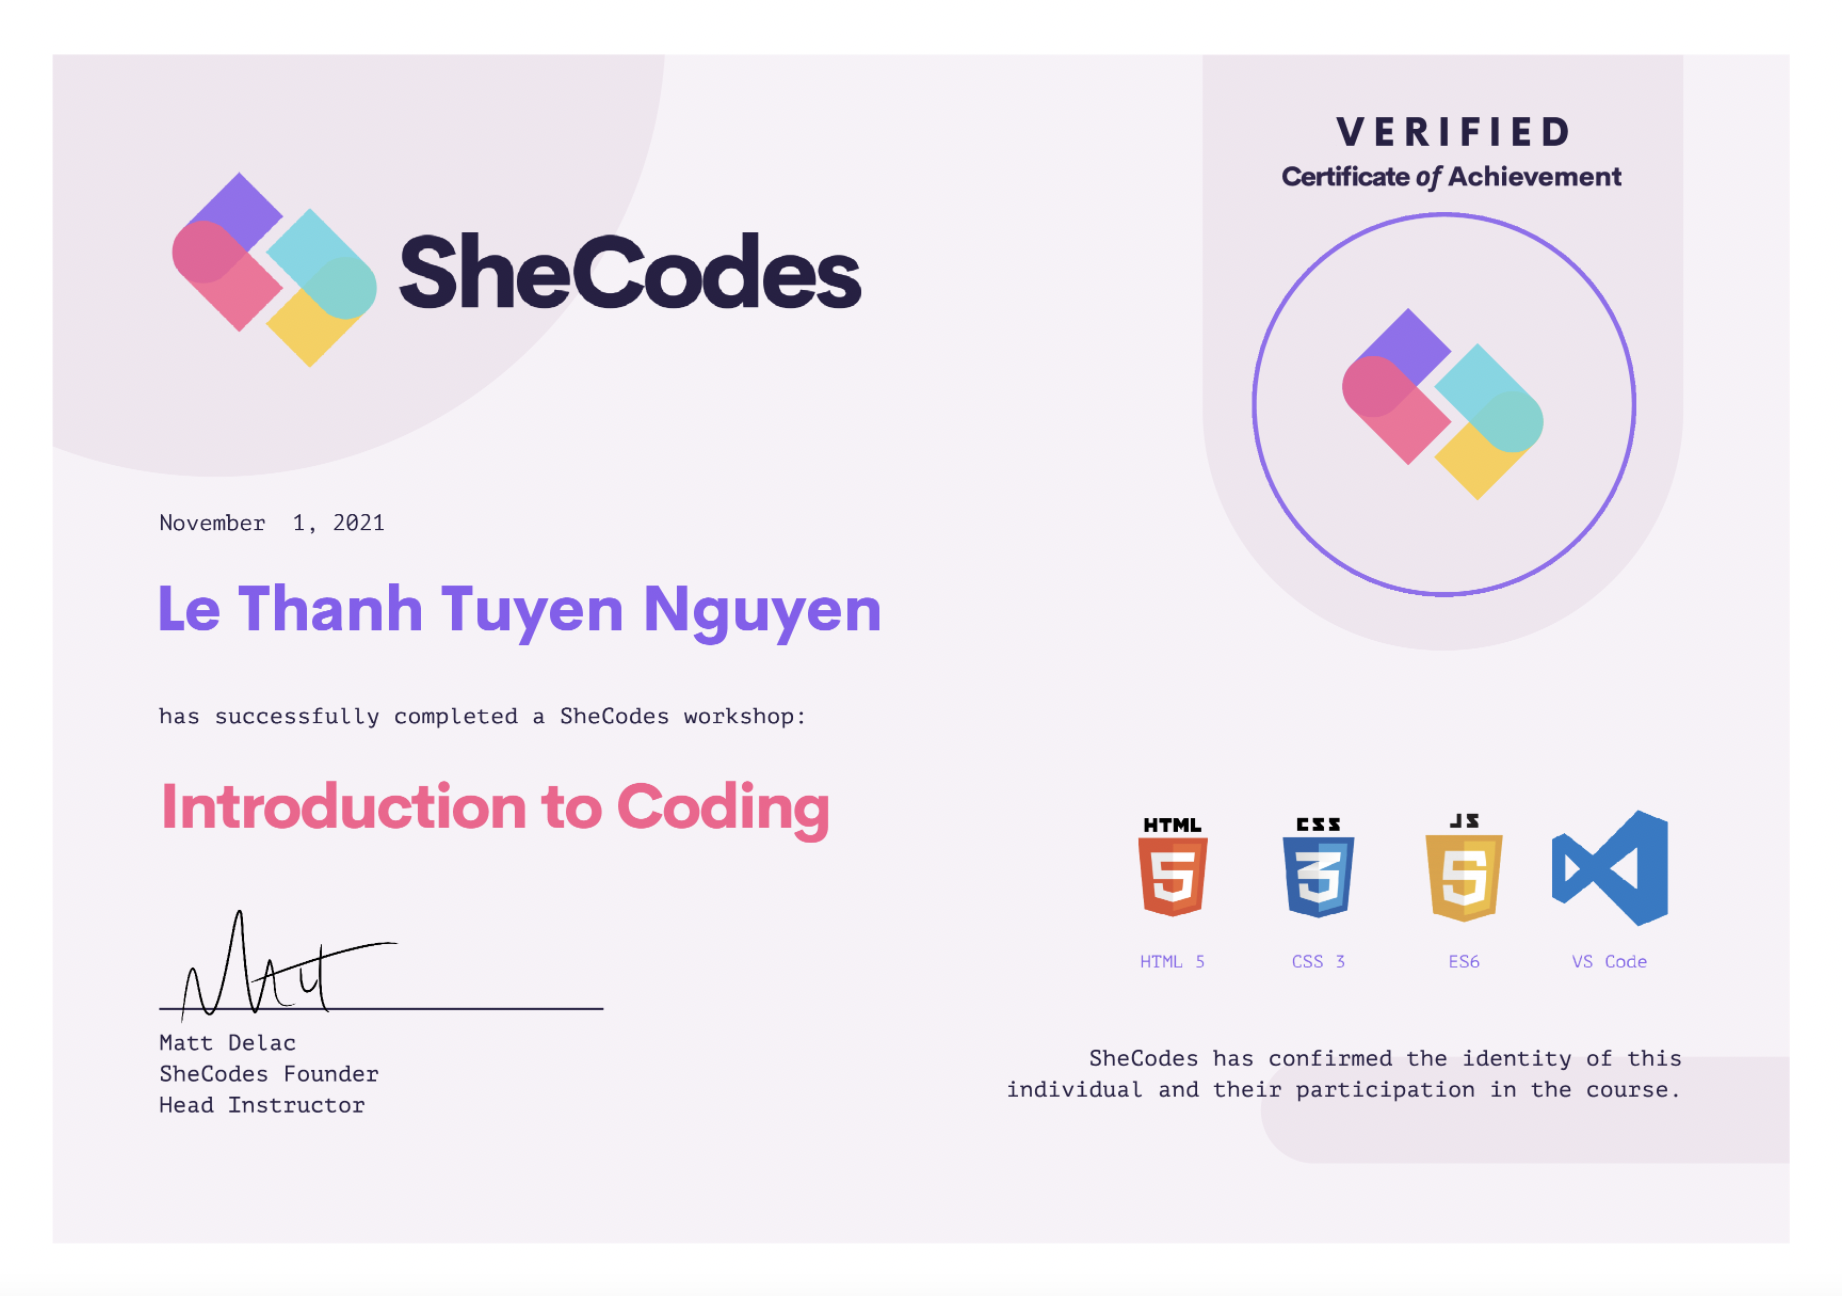 VERIFIED
Certificate of Achievement
SheCodes
November 1, 2021
Le Thanh Tuyen Nguyen
has successfully completed a SheCodes workshop:
Introduction to Coding
HTML CSS JS
5 3 5
HTML 5 CSS 3 ES6 VS Code
Matt
Matt Delac
SheCodes Founder
Head Instructor
SheCodes has confirmed the identity of this
individual and their participation in the course.